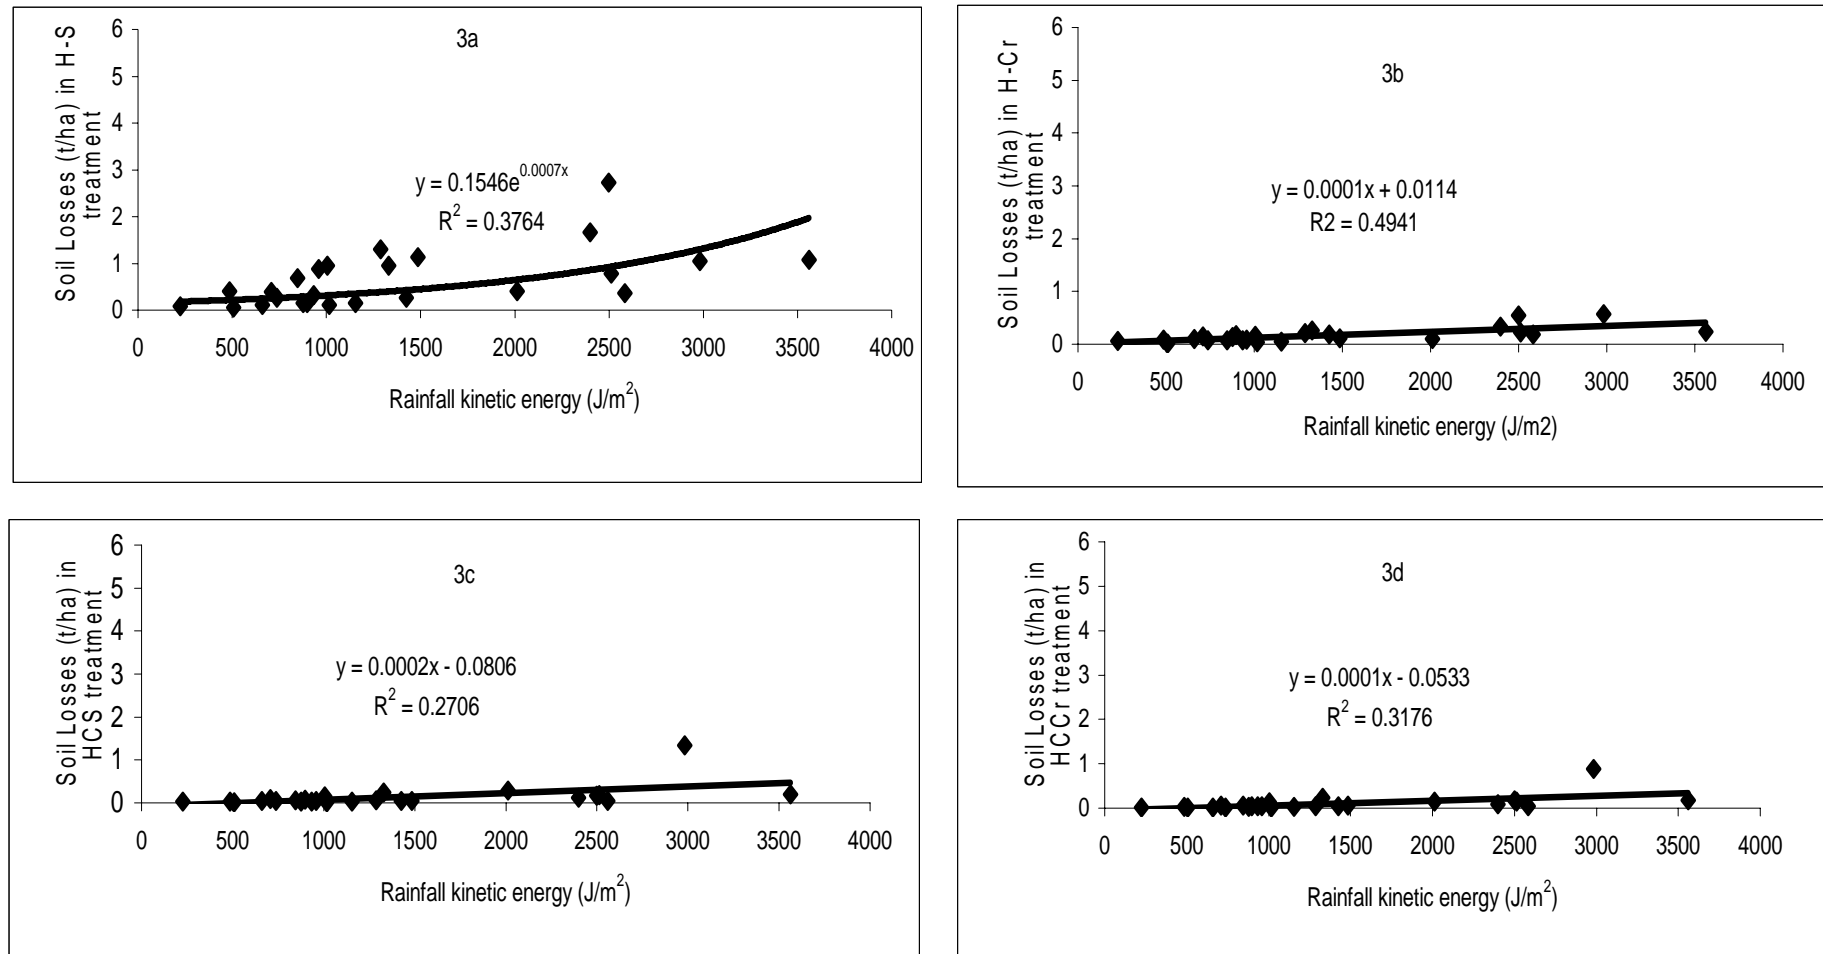 3a
Soil Losses (t/ha) in H-S
treatment
6
5
4
3
2
1
0
y = 0.1546e^0.0007x
R² = 0.3764
0 500 1000 1500 2000 2500 3000 3500 4000
Rainfall kinetic energy (J/m²)
3b
Soil Losses (t/ha) in H-Cr
treatment
6
5
4
3
2
1
0
y = 0.0001x + 0.0114
R2 = 0.4941
0 500 1000 1500 2000 2500 3000 3500 4000
Rainfall kinetic energy (J/m2)
3c
Soil Losses (t/ha) in
HCS treatment
6
5
4
3
2
1
0
y = 0.0002x - 0.0806
R² = 0.2706
0 500 1000 1500 2000 2500 3000 3500 4000
Rainfall kinetic energy (J/m²)
3d
Soil Losses (t/ha) in
HCCr treatment
6
5
4
3
2
1
0
y = 0.0001x - 0.0533
R² = 0.3176
0 500 1000 1500 2000 2500 3000 3500 4000
Rainfall kinetic energy (J/m²)